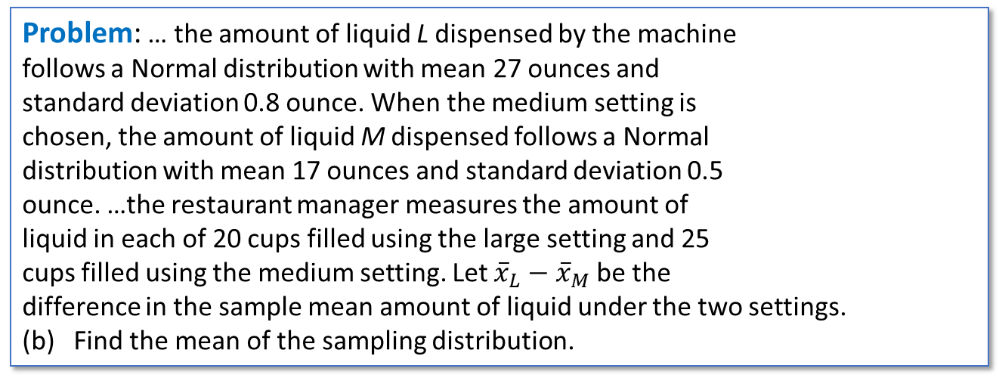 Problem: … the amount of liquid L dispensed by the machine
follows a Normal distribution with mean 27 ounces and
standard deviation 0.8 ounce. When the medium setting is
chosen, the amount of liquid M dispensed follows a Normal
distribution with mean 17 ounces and standard deviation 0.5
ounce. …the restaurant manager measures the amount of
liquid in each of 20 cups filled using the large setting and 25
cups filled using the medium setting. Let x̄_L − x̄_M be the
difference in the sample mean amount of liquid under the two settings.
(b) Find the mean of the sampling distribution.